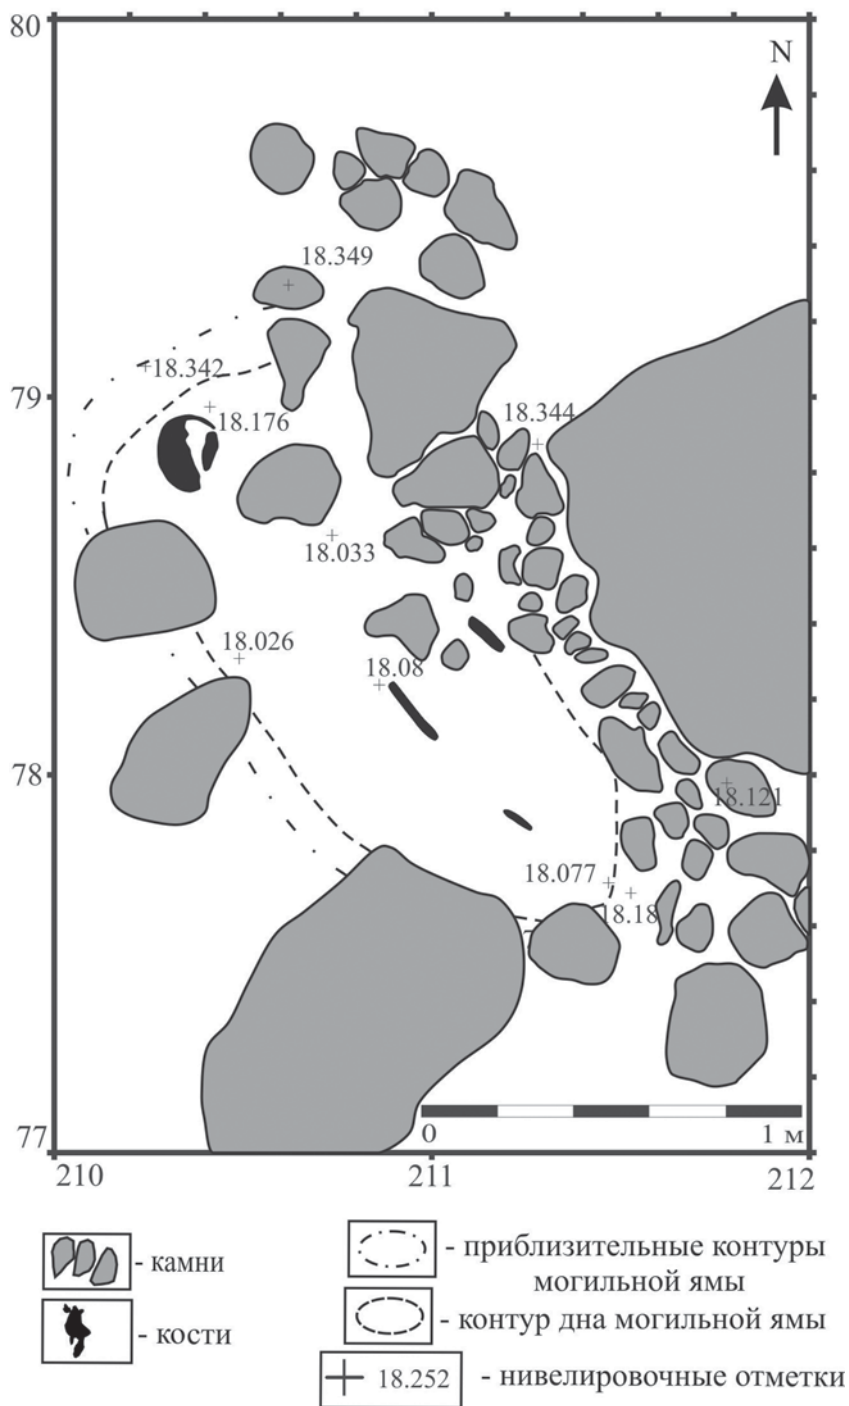 80
N
18.349
18.342
79
18.176
18.344
18.033
18.026
18.08
78
18.121
18.077
18.18
77
0
1 м
210
211
212
- камни
- приблизительные контуры
могильной ямы
- кости
- контур дна могильной ямы
18.252
- нивелировочные отметки